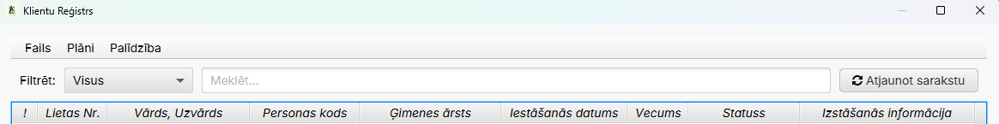 Klientu Reģistrs
Fails Plāni Palīdzība
Filtrēt: Visus Meklēt... Atjaunot sarakstu
! Lietas Nr. Vārds, Uzvārds Personas kods Ģimenes ārsts Iestāšanās datums Vecums Statuss Izstāšanās informācija